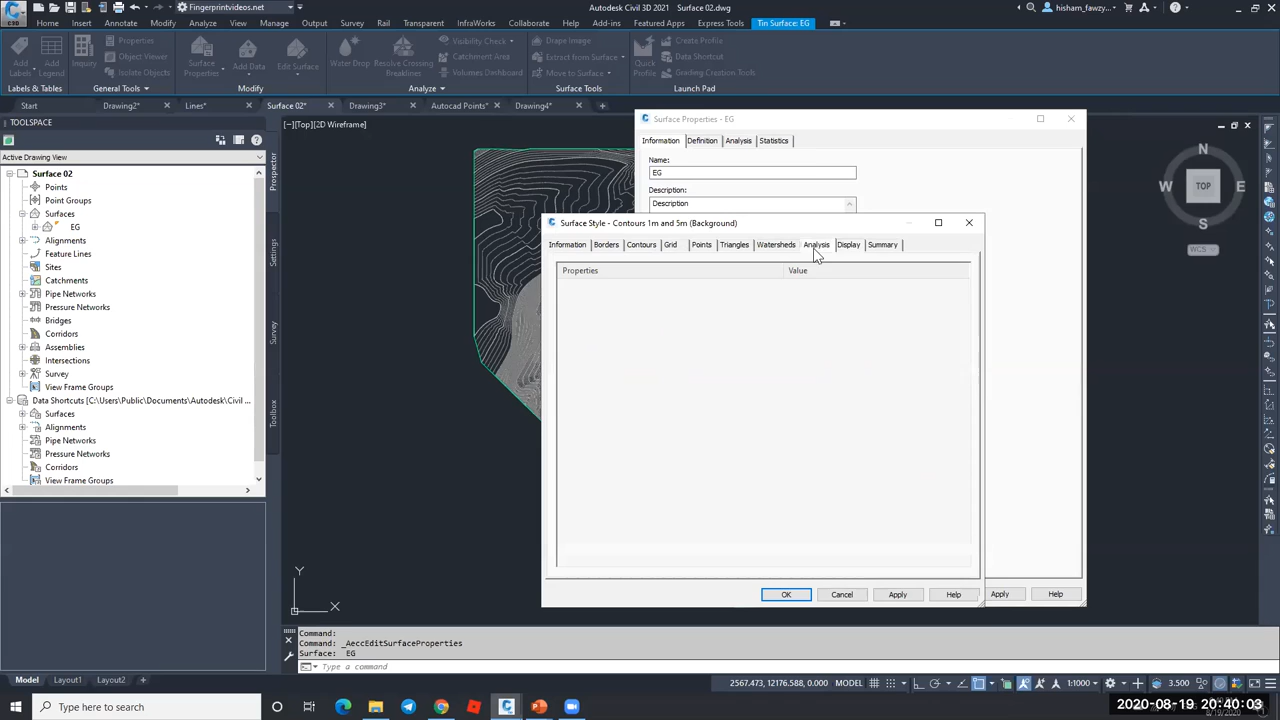 Fingerprintvideos.net
Autodesk Civil 3D 2021 Surface 02.dwg
hisham_fawzy...
C3D
Home Insert Annotate Modify Analyze View Manage Output Survey Rail Transparent InfraWorks Collaborate Help Add-ins Featured Apps Express Tools Tin Surface: EG
Properties
Object Viewer
Isolate Objects
Add Labels
Add Legend
Inquiry
Surface Properties
Add Data
Edit Surface
Water Drop
Resolve Crossing Breaklines
Visibility Check
Catchment Area
Volumes Dashboard
Drape Image
Extract from Surface
Move to Surface
Quick Profile
Create Profile
Data Shortcut
Grading Creation Tools
Labels & Tables General Tools Modify Analyze Surface Tools Launch Pad
Start Drawing2* Lines* Surface 02* Drawing3* Autocad Points* Drawing4*
TOOLSPACE
[−][Top][2D Wireframe]
Active Drawing View
Surface 02
Points
Point Groups
Surfaces
EG
Alignments
Feature Lines
Sites
Catchments
Pipe Networks
Pressure Networks
Bridges
Corridors
Assemblies
Intersections
Survey
View Frame Groups
Data Shortcuts [C:\Users\Public\Documents\Autodesk\Civil ...
Surfaces
Alignments
Pipe Networks
Pressure Networks
Corridors
View Frame Groups
Prospector
Settings
Survey
Toolbox
Surface Properties - EG
Information Definition Analysis Statistics
Name:
EG
Description:
Description
Surface Style - Contours 1m and 5m (Background)
Information Borders Contours Grid Points Triangles Watersheds Analysis Display Summary
Properties Value
OK Cancel Apply Help
Apply Help
N
W TOP E
S
WCS
Y
X
Command:
Command: _AeccEditSurfaceProperties
Surface: EG
Type a command
Model Layout1 Layout2 +
2567.473, 12176.588, 0.000 MODEL
1:1000
3.500
Type here to search
2020-08-19 20:40:03